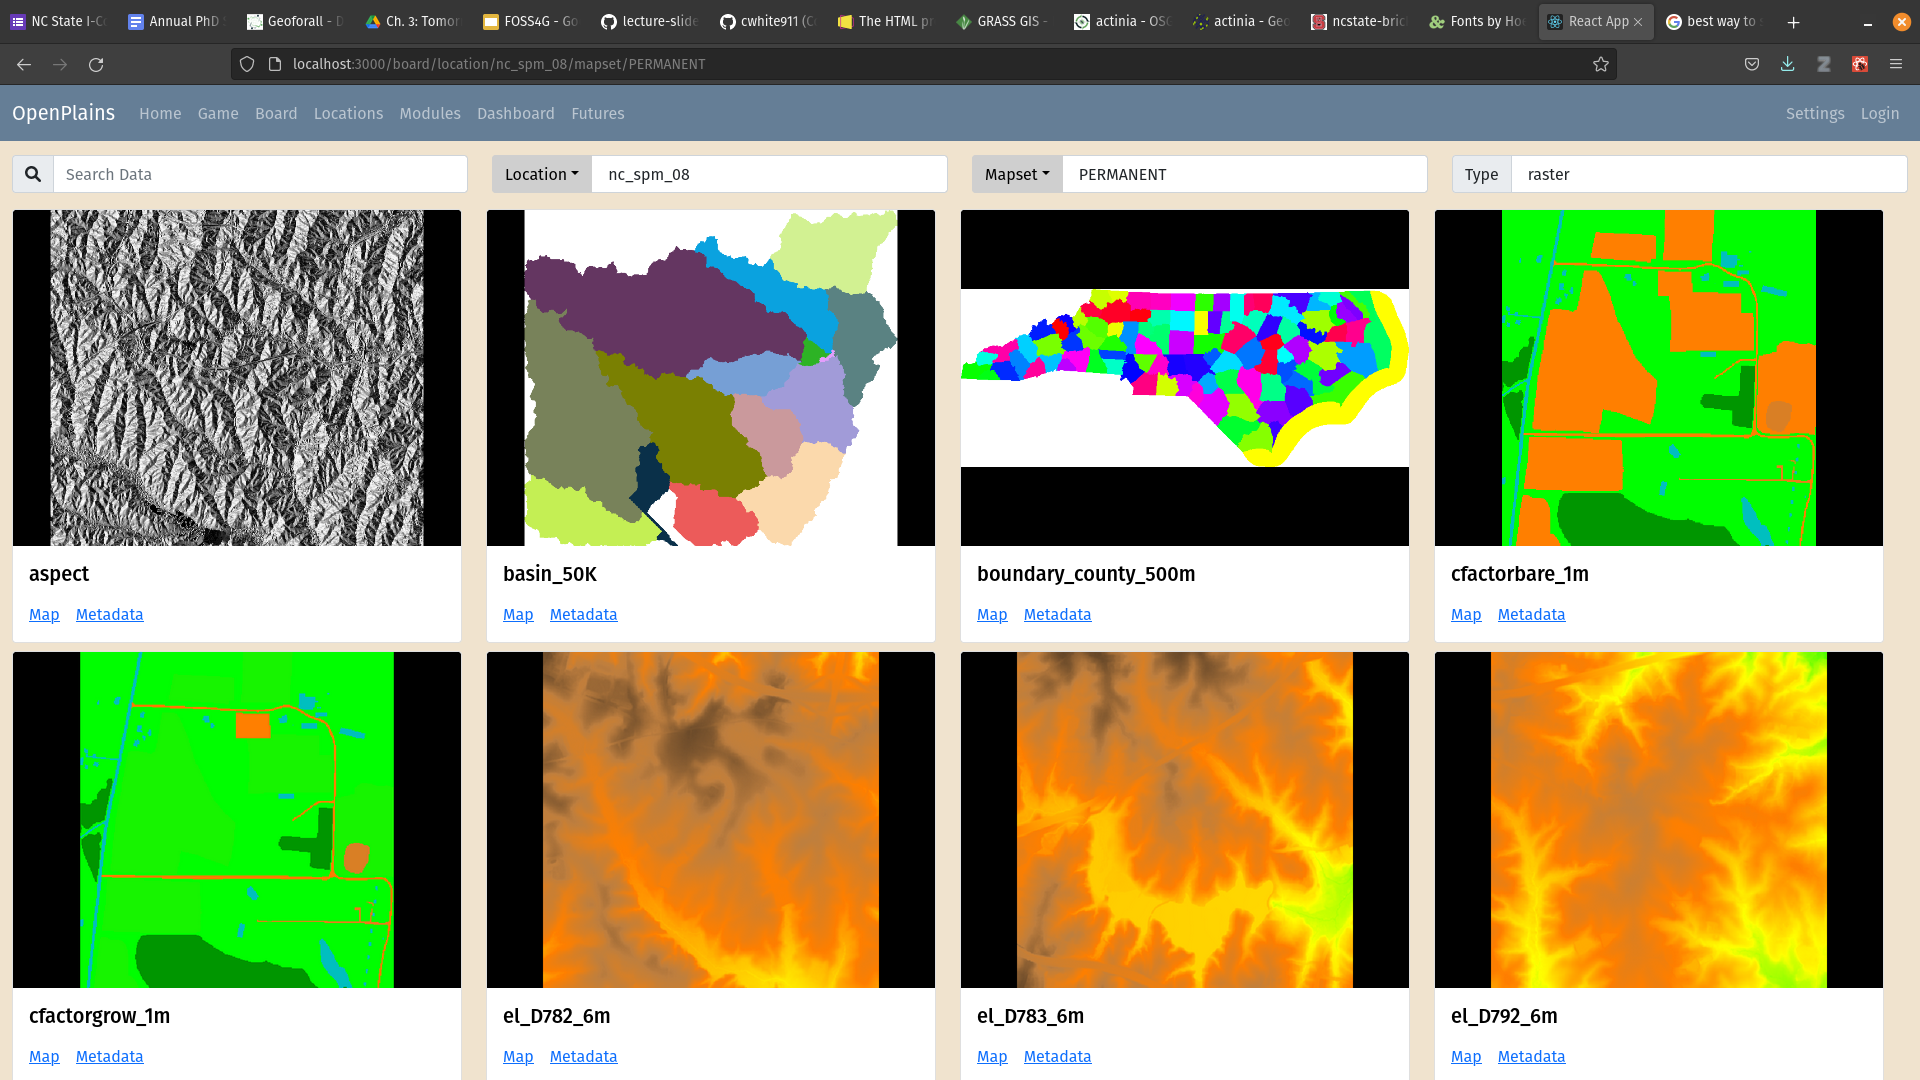 NC State I-Co
Annual PhD
Geoforall - D
Ch. 3: Tomor
FOSS4G - Go
lecture-slide
cwhite911 (C
The HTML pr
GRASS GIS -
actinia - OSG
actinia - Geo
ncstate-bric
Fonts by Ho
React App
best way to
localhost:3000/board/location/nc_spm_08/mapset/PERMANENT
OpenPlains Home Game Board Locations Modules Dashboard Futures Settings Login
Search Data Location nc_spm_08 Mapset PERMANENT Type raster
aspect basin_50K boundary_county_500m cfactorbare_1m
Map Metadata Map Metadata Map Metadata Map Metadata
cfactorgrow_1m el_D782_6m el_D783_6m el_D792_6m
Map Metadata Map Metadata Map Metadata Map Metadata